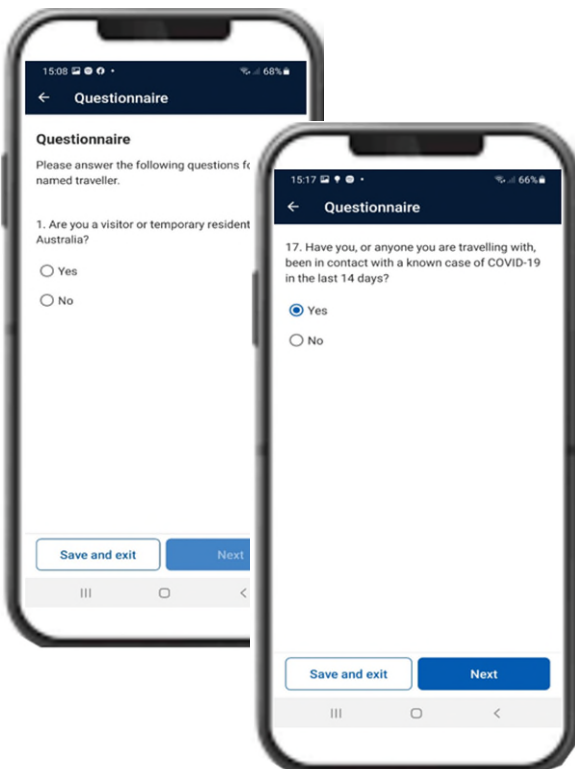 15:08 68%
Questionnaire
Questionnaire
Please answer the following questions fo
named traveller.
1. Are you a visitor or temporary resident
Australia?
Yes
No
Save and exit
Next
15:17 66%
Questionnaire
17. Have you, or anyone you are travelling with,
been in contact with a known case of COVID-19
in the last 14 days?
Yes
No
Save and exit
Next